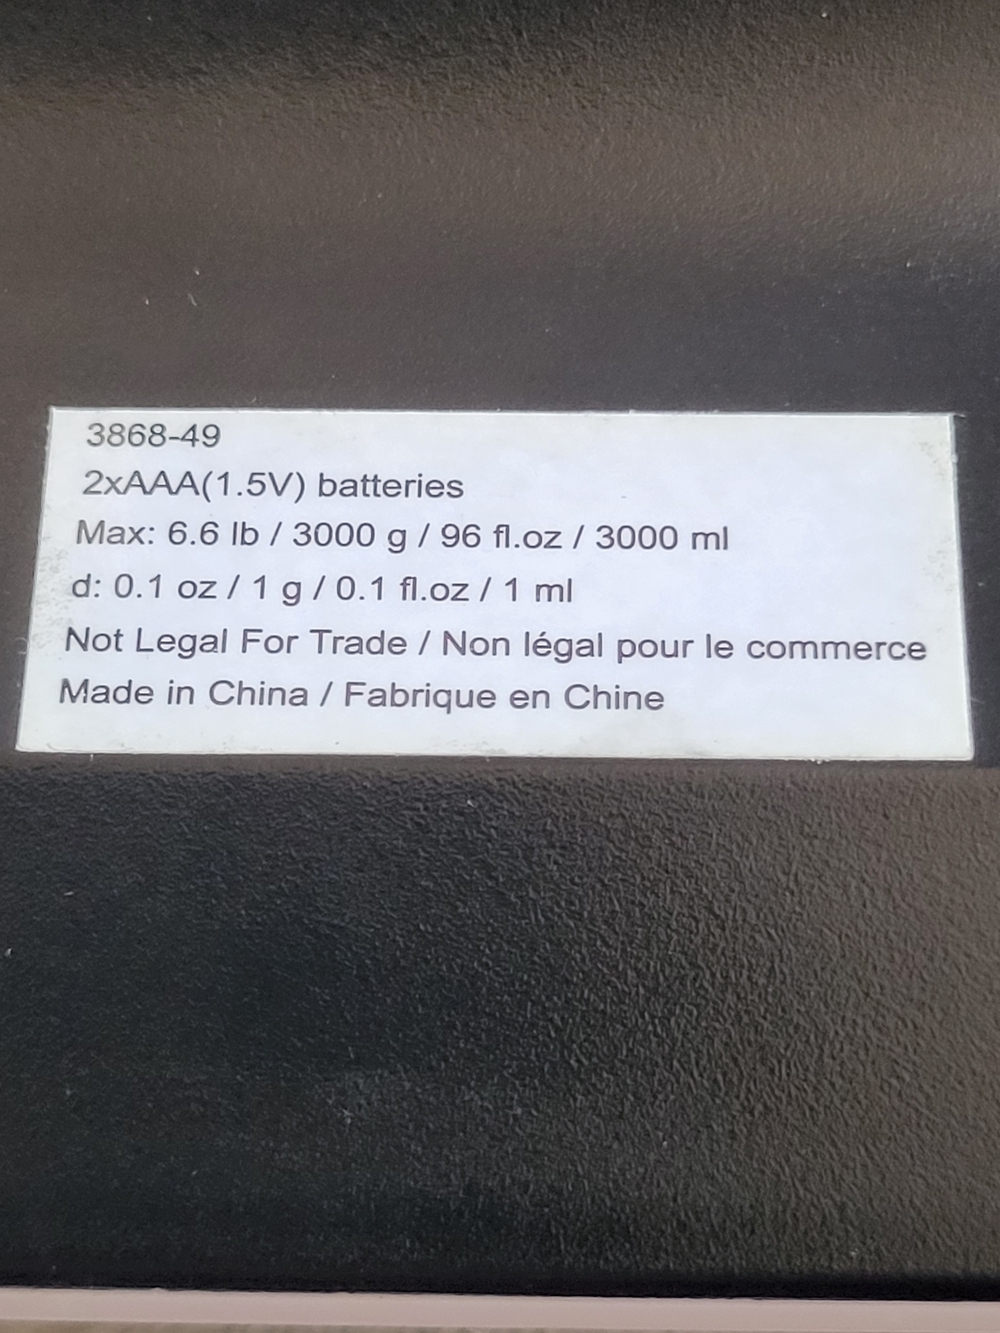 3868-49
2xAAA(1.5V) batteries
Max: 6.6 lb / 3000 g / 96 fl.oz / 3000 ml
d: 0.1 oz / 1 g / 0.1 fl.oz / 1 ml
Not Legal For Trade / Non légal pour le commerce
Made in China / Fabrique en Chine